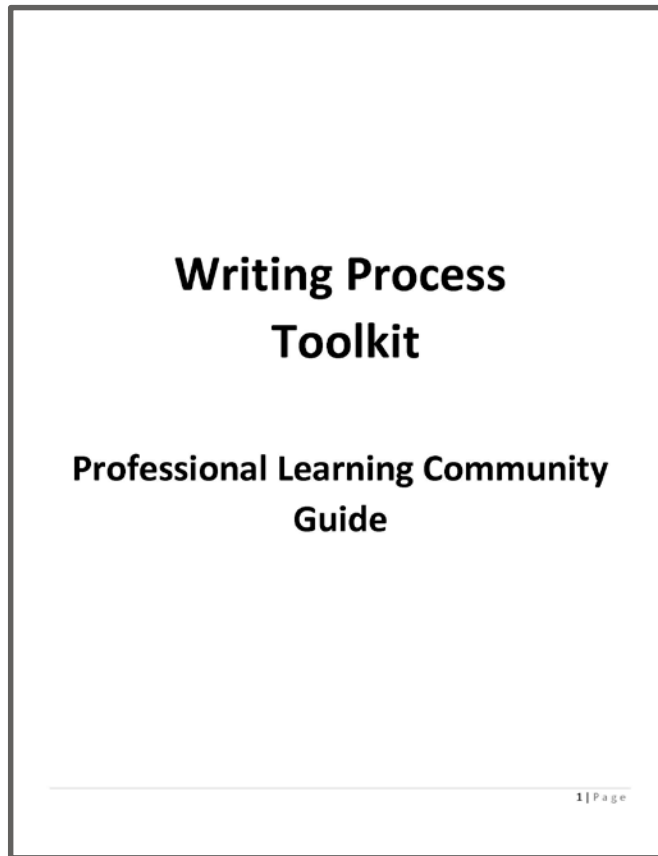 Writing Process
Toolkit
Professional Learning Community
Guide
1 | Page